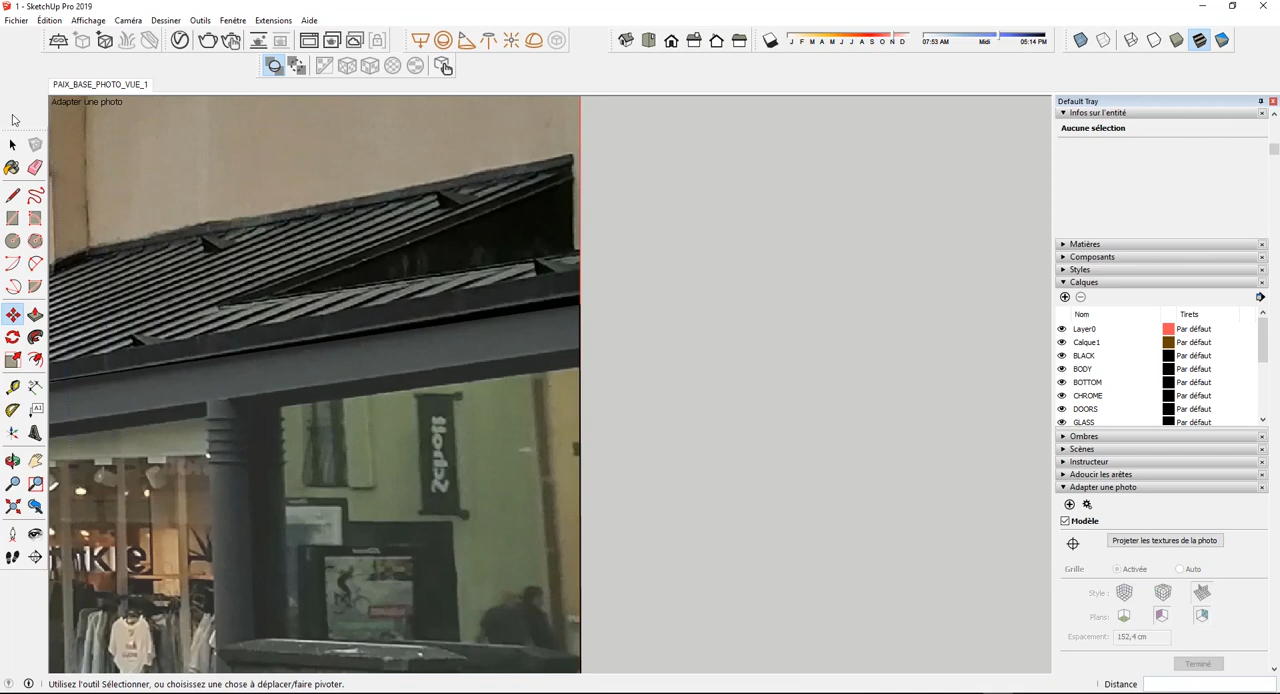 1 - SketchUp Pro 2019
Fichier Édition Affichage Caméra Dessiner Outils Fenêtre Extensions Aide
J F M A M J J A S O N D 07:53 AM Midi 05:14 PM
PAIX_BASE_PHOTO_VUE_1
Adapter une photo
Default Tray
Infos sur l'entité
Aucune sélection
Matières
Composants
Styles
Calques
Nom Tirets
Layer0 Par défaut
Calque1 Par défaut
BLACK Par défaut
BODY Par défaut
BOTTOM Par défaut
CHROME Par défaut
DOORS Par défaut
GLASS Par défaut
Ombres
Scènes
Instructeur
Adoucir les arêtes
Adapter une photo
Modèle
Projeter les textures de la photo
Grille Activée Auto
Style :
Plans:
Espacement: 152,4 cm
Terminé
Utilisez l'outil Sélectionner, ou choisissez une chose à déplacer/faire pivoter.
Distance